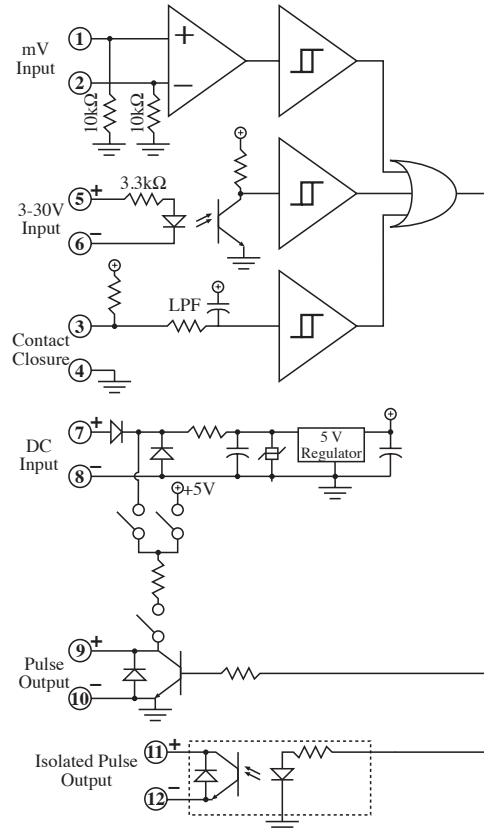 1
mV
Input
+
2
−
10kΩ
10kΩ
+
5
+
3.3kΩ
3-30V
Input
6
−
+
+
3
LPF
Contact
Closure
4
7
+
+
DC
Input
5 V
Regulator
8
−
+
+5V
9
+
Pulse
Output
10
−
11
+
Isolated Pulse
Output
12
−